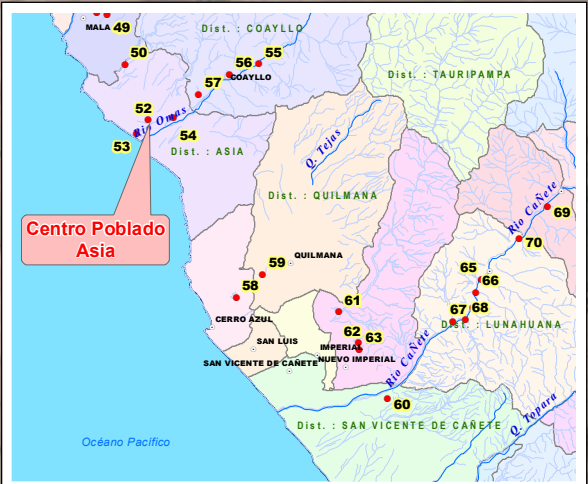 MALA 49
Dist. : COAYLLO
50
56
55
COAYLLO
Dist. : TAURIPAMPA
57
52
Rio Omas
53
54
Dist. : ASIA
Q. Tejas
Dist. : QUILMANA
Centro Poblado
Asia
Rio CaÑete
69
70
59
QUILMANA
65
66
58
61
67
68
CERRO AZUL
Dist. : LUNAHUANA
62
63
SAN LUIS
IMPERIAL
SAN VICENTE DE CAÑETE
NUEVO IMPERIAL
Rio CaÑete
60
Q. Topara
Dist. : SAN VICENTE DE CAÑETE
Océano Pacífico